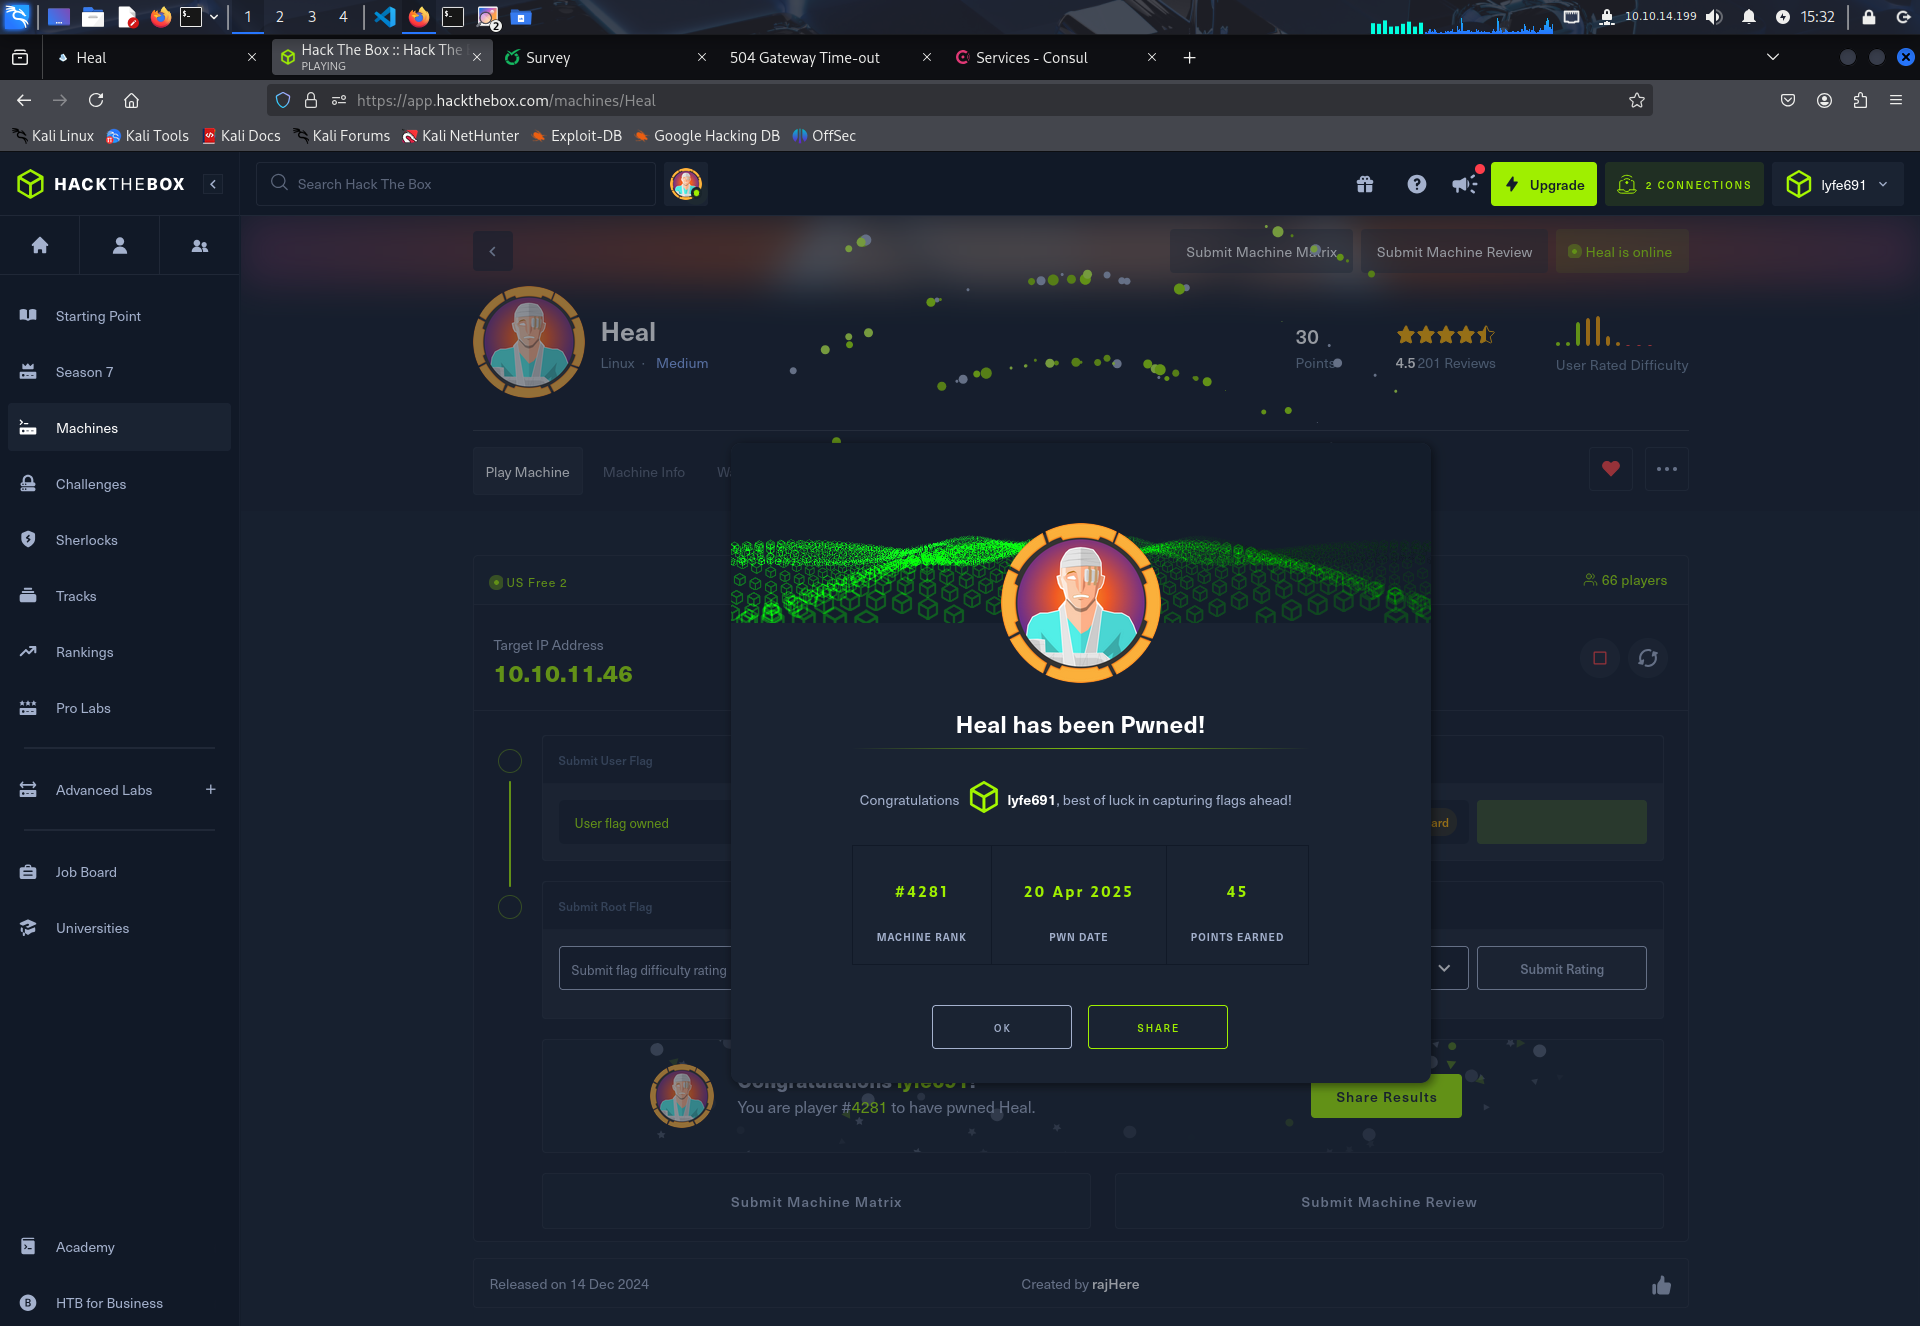 1
2
3
4
2
10.10.14.199
15:32
Heal
Hack The Box :: Hack The
PLAYING
Survey
504 Gateway Time-out
Services - Consul
https://app.hackthebox.com/machines/Heal
Kali Linux
Kali Tools
Kali Docs
Kali Forums
Kali NetHunter
Exploit-DB
Google Hacking DB
OffSec
HACKTHEBOX
Search Hack The Box
Upgrade
2 CONNECTIONS
lyfe691
Starting Point
Season 7
Machines
Challenges
Sherlocks
Tracks
Rankings
Pro Labs
Advanced Labs
Job Board
Universities
Academy
HTB for Business
Submit Machine Matrix
Submit Machine Review
Heal is online
Heal
Linux · Medium
30
Points
4.5 201 Reviews
User Rated Difficulty
Play Machine
Machine Info
W
US Free 2
66 players
Target IP Address
10.10.11.46
Submit User Flag
User flag owned
ard
Submit Root Flag
Submit flag difficulty rating
Submit Rating
Heal has been Pwned!
Congratulations lyfe691, best of luck in capturing flags ahead!
#4281
MACHINE RANK
20 Apr 2025
PWN DATE
45
POINTS EARNED
OK
SHARE
Congratulations lyfe691!
You are player #4281 to have pwned Heal.
Share Results
Submit Machine Matrix
Submit Machine Review
Released on 14 Dec 2024
Created by rajHere